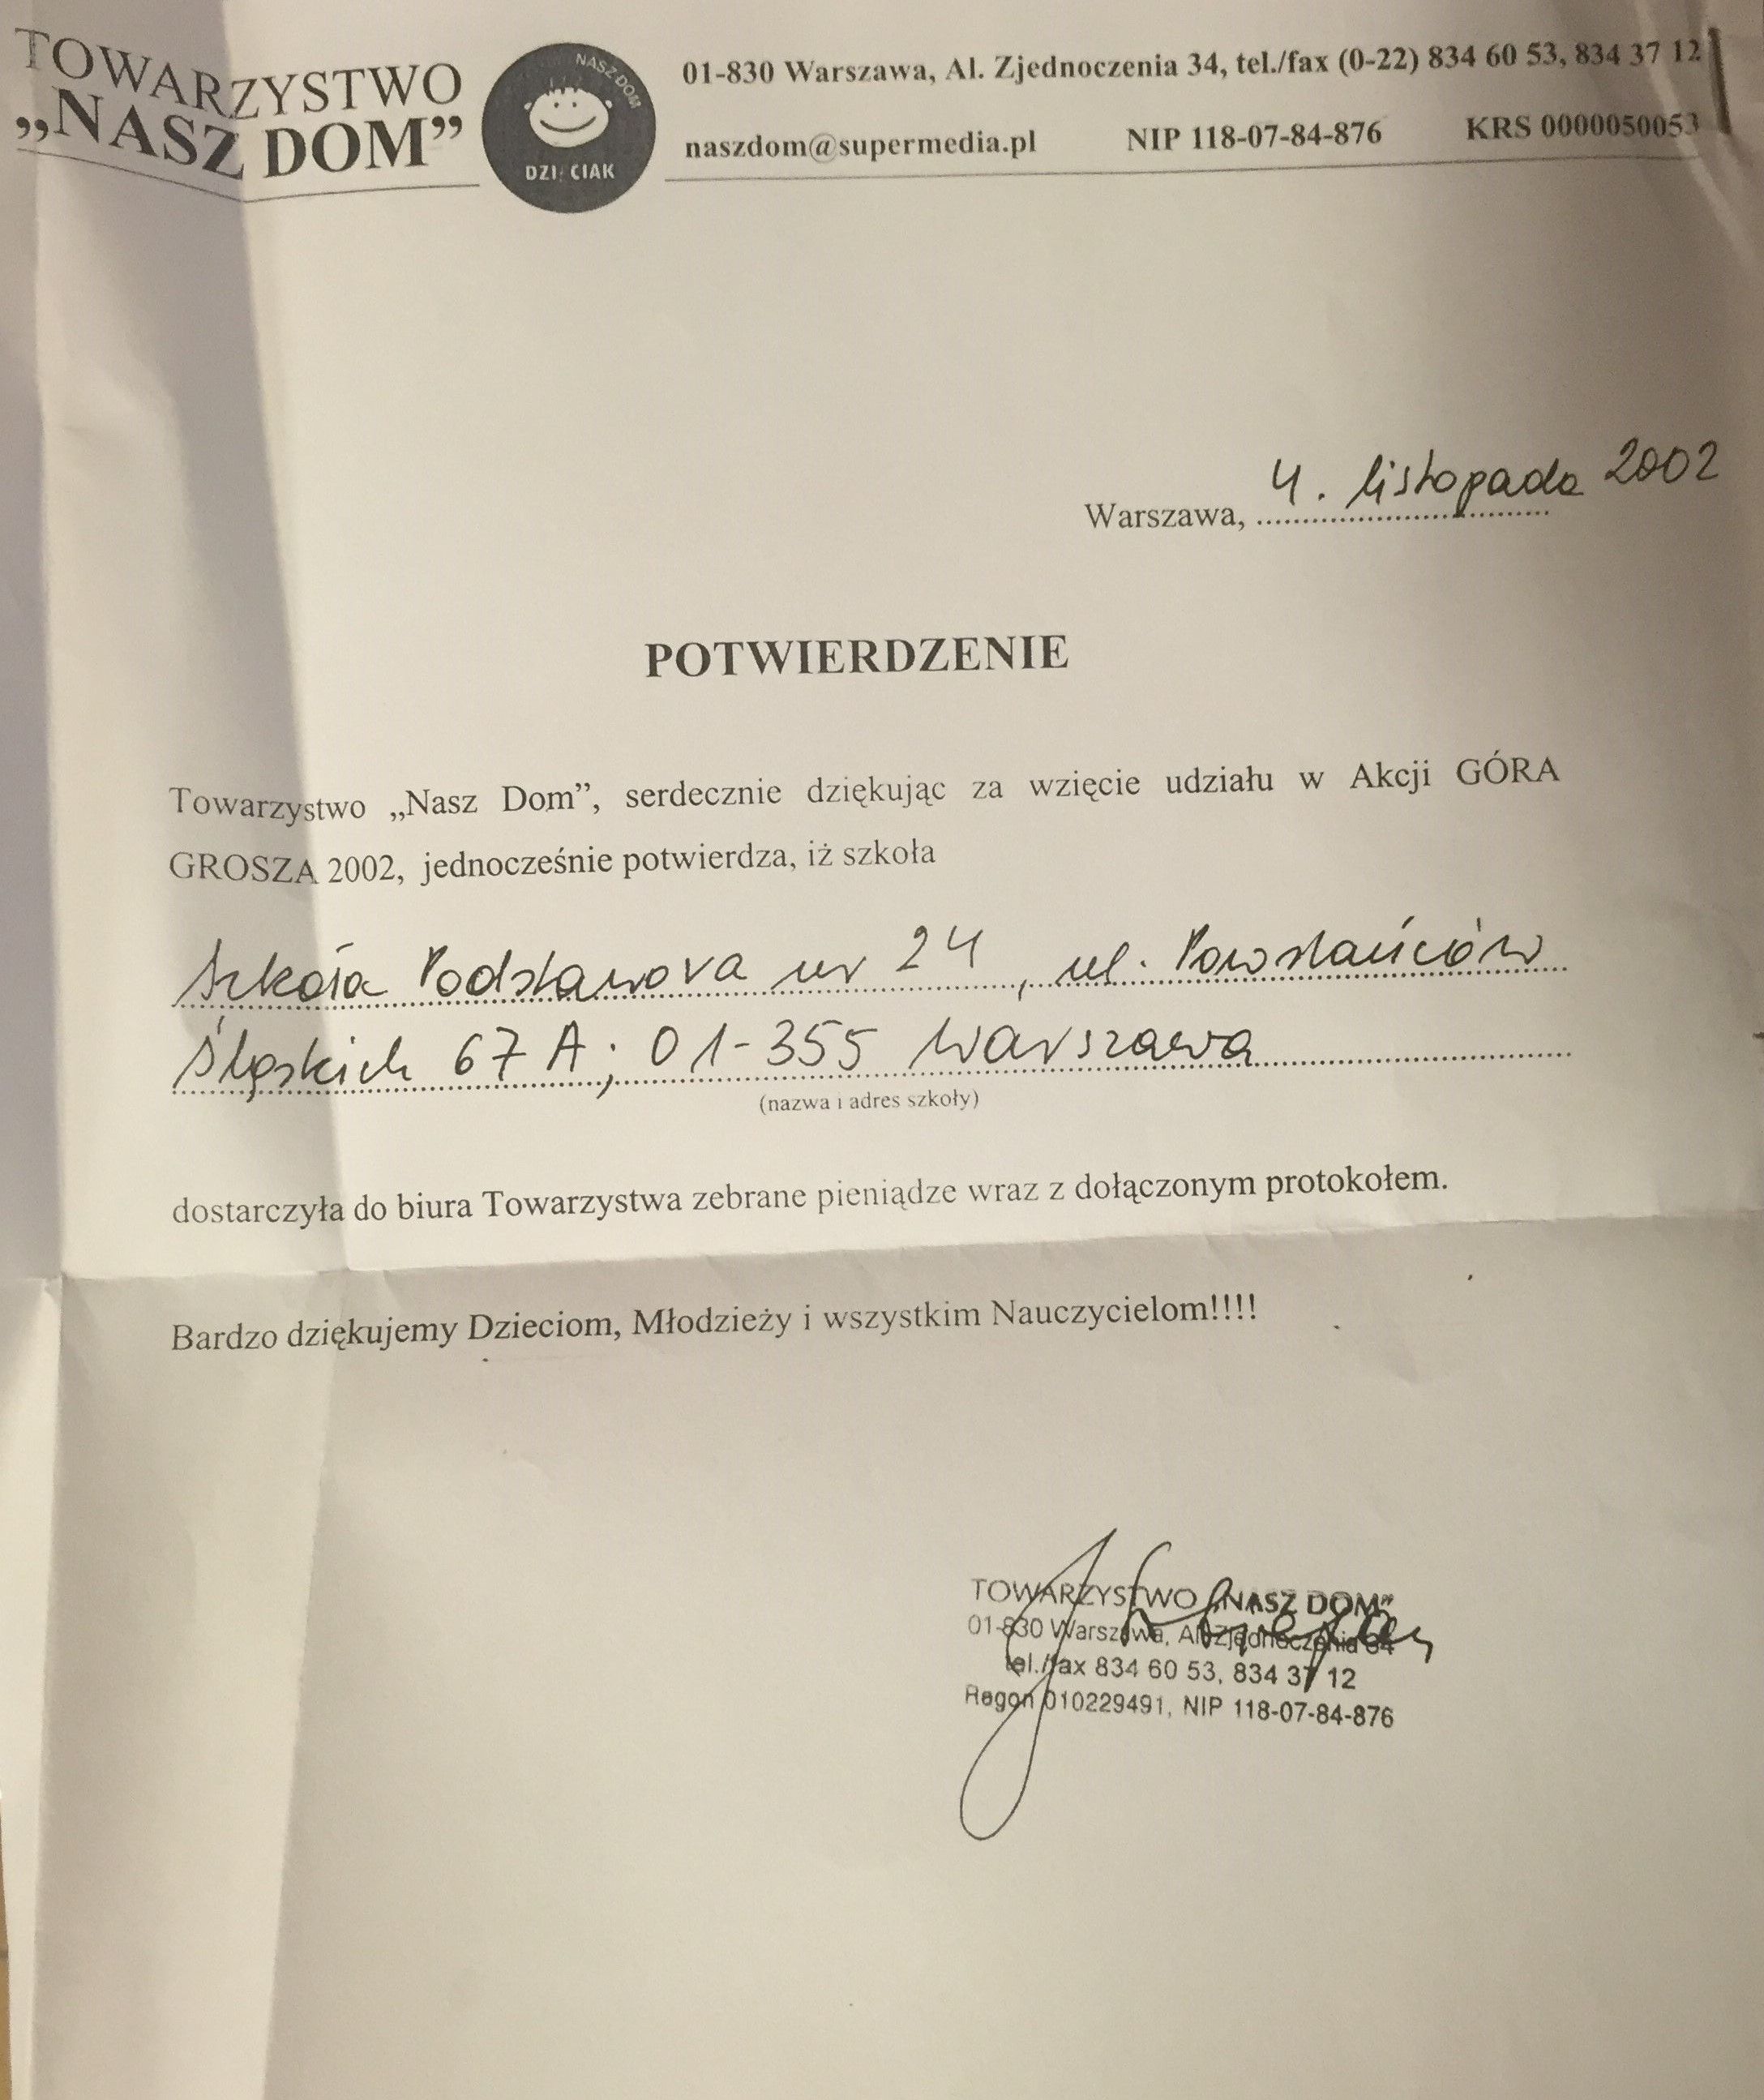 TOWARZYSTWO
„NASZ DOM”
NASZ DOM
DZIECIAK
01-830 Warszawa, Al. Zjednoczenia 34, tel./fax (0-22) 834 60 53, 834 37 12
naszdom@supermedia.pl NIP 118-07-84-876 KRS 0000050053
Warszawa, 4. listopada 2002
POTWIERDZENIE
Towarzystwo „Nasz Dom”, serdecznie dziękując za wzięcie udziału w Akcji GÓRA
GROSZA 2002, jednocześnie potwierdza, iż szkoła
Szkoła Podstawowa nr 24, ul. Powstańców
Śląskich 67 A; 01-355 Warszawa
(nazwa i adres szkoły)
dostarczyła do biura Towarzystwa zebrane pieniądze wraz z dołączonym protokołem.
Bardzo dziękujemy Dzieciom, Młodzieży i wszystkim Nauczycielom!!!!
TOWARZYSTWO „NASZ DOM”
01-830 Warszawa, Al. Zjednoczenia 34
tel./fax 834 60 53, 834 37 12
Regon 010229491, NIP 118-07-84-876